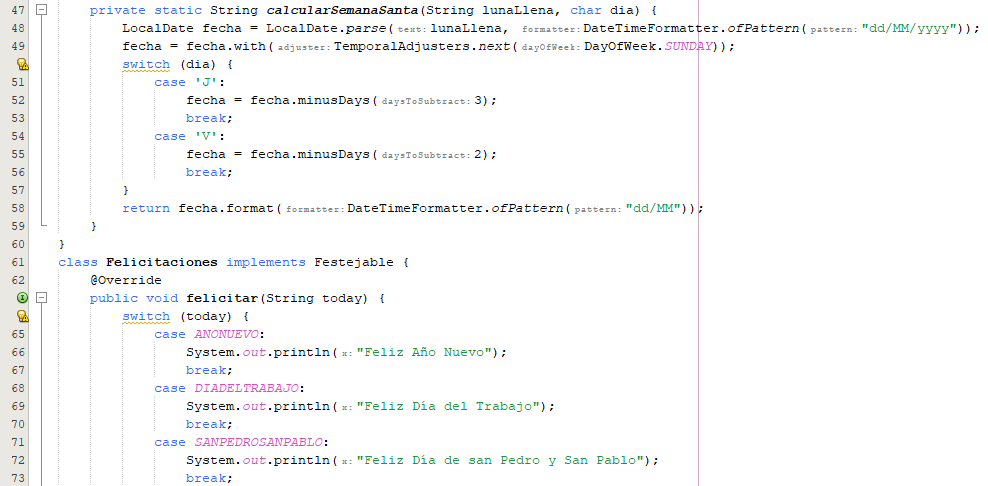 47 private static String calcularSemanaSanta(String lunaLlena, char dia) {
48 LocalDate fecha = LocalDate.parse(text: lunaLlena, formatter: DateTimeFormatter.ofPattern(pattern: "dd/MM/yyyy"));
49 fecha = fecha.with(adjuster: TemporalAdjusters.next(dayOfWeek: DayOfWeek.SUNDAY));
switch (dia) {
51 case 'J':
52 fecha = fecha.minusDays(daysToSubtract: 3);
53 break;
54 case 'V':
55 fecha = fecha.minusDays(daysToSubtract: 2);
56 break;
57 }
58 return fecha.format(formatter: DateTimeFormatter.ofPattern(pattern: "dd/MM"));
59 }
60 }
61 class Felicitaciones implements Festejable {
62 @Override
public void felicitar(String today) {
switch (today) {
65 case ANONUEVO:
66 System.out.println(x: "Feliz Año Nuevo");
67 break;
68 case DIADELTRABAJO:
69 System.out.println(x: "Feliz Día del Trabajo");
70 break;
71 case SANPEDROSANPABLO:
72 System.out.println(x: "Feliz Día de san Pedro y San Pablo");
73 break;